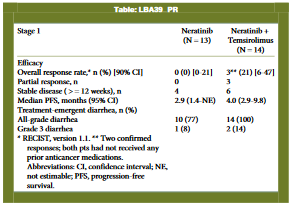 Table: LBA39_PR
Stage 1 Neratinib (N = 13) Neratinib + Temsirolimus (N = 14)
Efficacy
Overall response rate,* n (%) [90% CI] 0 (0) [0-21] 3** (21) [6-47]
Partial response, n 0 3
Stable disease ( > = 12 weeks), n 4 6
Median PFS, months (95% CI) 2.9 (1.4-NE) 4.0 (2.9-9.8)
Treatment-emergent diarrhea, n (%)
All-grade diarrhea 10 (77) 14 (100)
Grade 3 diarrhea 1 (8) 2 (14)
* RECIST, version 1.1. ** Two confirmed
responses; both pts had not received any
prior anticancer medications.
Abbreviations: CI, confidence interval; NE,
not estimable; PFS, progression-free
survival.